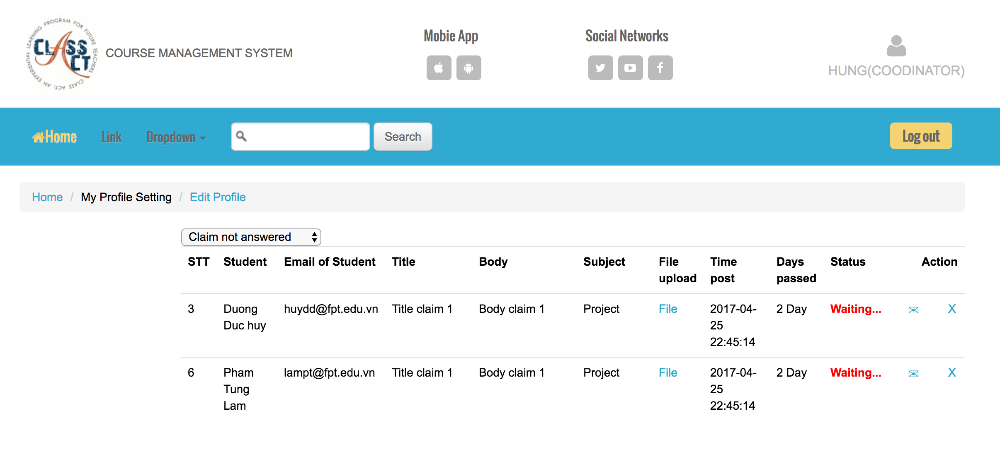 AN EXPERIENTIAL LEARNING PROGRAM FOR FUTURE TEACHERS
CLASS ACT:
CLASS
ACT
COURSE MANAGEMENT SYSTEM
Mobie App
Social Networks
HUNG(COODINATOR)
Home
Link
Dropdown
Search
Log out
Home / My Profile Setting / Edit Profile
Claim not answered
STT Student Email of Student Title Body Subject File upload Time post Days passed Status Action
3 Duong Duc huy huydd@fpt.edu.vn Title claim 1 Body claim 1 Project File 2017-04-25 22:45:14 2 Day Waiting... X
6 Pham Tung Lam lampt@fpt.edu.vn Title claim 1 Body claim 1 Project File 2017-04-25 22:45:14 2 Day Waiting... X